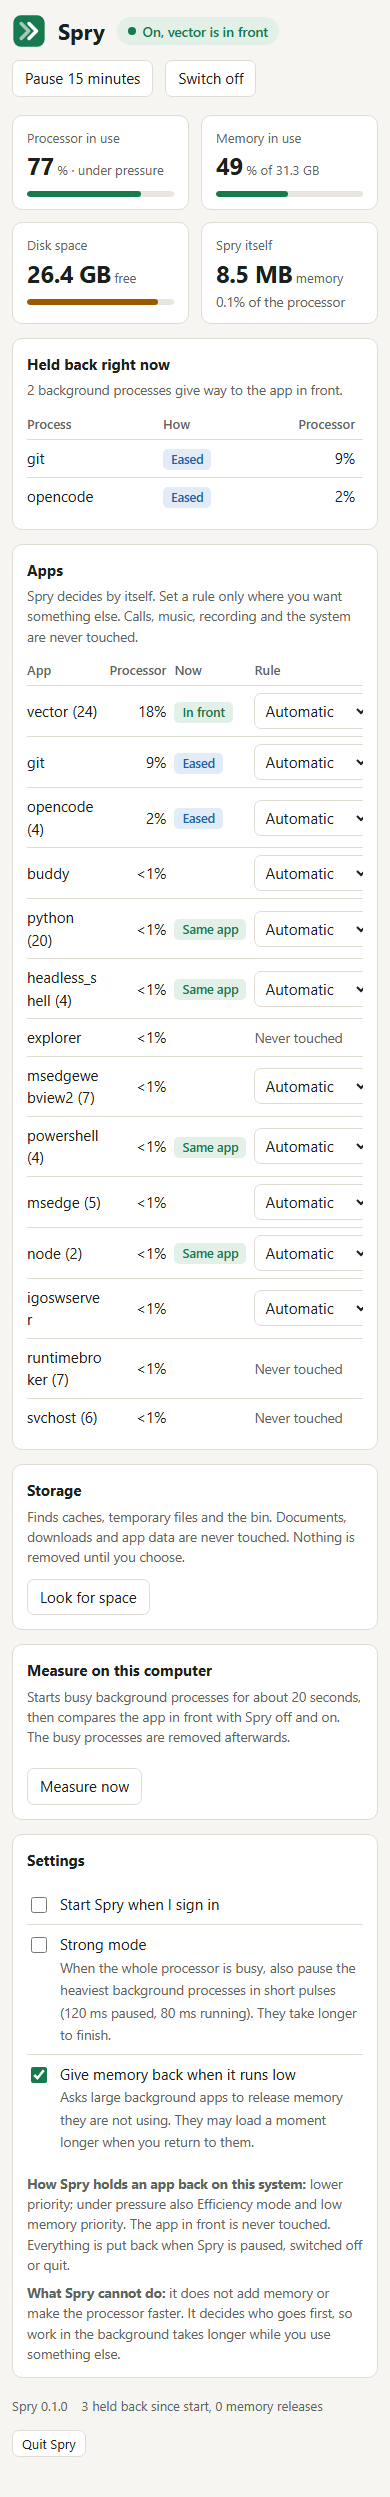 Spry
On, vector is in front
Pause 15 minutes
Switch off
Processor in use
77 % · under pressure
Memory in use
49 % of 31.3 GB
Disk space
26.4 GB free
Spry itself
8.5 MB memory
0.1% of the processor
Held back right now
2 background processes give way to the app in front.
Process How Processor
git Eased 9%
opencode Eased 2%
Apps
Spry decides by itself. Set a rule only where you want
something else. Calls, music, recording and the system
are never touched.
App Processor Now Rule
vector (24) 18% In front Automatic
git 9% Eased Automatic
opencode
(4) 2% Eased Automatic
buddy <1% Automatic
python
(20) <1% Same app Automatic
headless_s
hell (4) <1% Same app Automatic
explorer <1% Never touched
msedgewe
bview2 (7) <1% Automatic
powershell
(4) <1% Same app Automatic
msedge (5) <1% Automatic
node (2) <1% Same app Automatic
igoswserve
r <1% Automatic
runtimebro
ker (7) <1% Never touched
svchost (6) <1% Never touched
Storage
Finds caches, temporary files and the bin. Documents,
downloads and app data are never touched. Nothing is
removed until you choose.
Look for space
Measure on this computer
Starts busy background processes for about 20 seconds,
then compares the app in front with Spry off and on.
The busy processes are removed afterwards.
Measure now
Settings
Start Spry when I sign in
Strong mode
When the whole processor is busy, also pause the
heaviest background processes in short pulses
(120 ms paused, 80 ms running). They take longer
to finish.
Give memory back when it runs low
Asks large background apps to release memory
they are not using. They may load a moment
longer when you return to them.
How Spry holds an app back on this system: lower
priority; under pressure also Efficiency mode and low
memory priority. The app in front is never touched.
Everything is put back when Spry is paused, switched off
or quit.
What Spry cannot do: it does not add memory or
make the processor faster. It decides who goes first, so
work in the background takes longer while you use
something else.
Spry 0.1.0 3 held back since start, 0 memory releases
Quit Spry